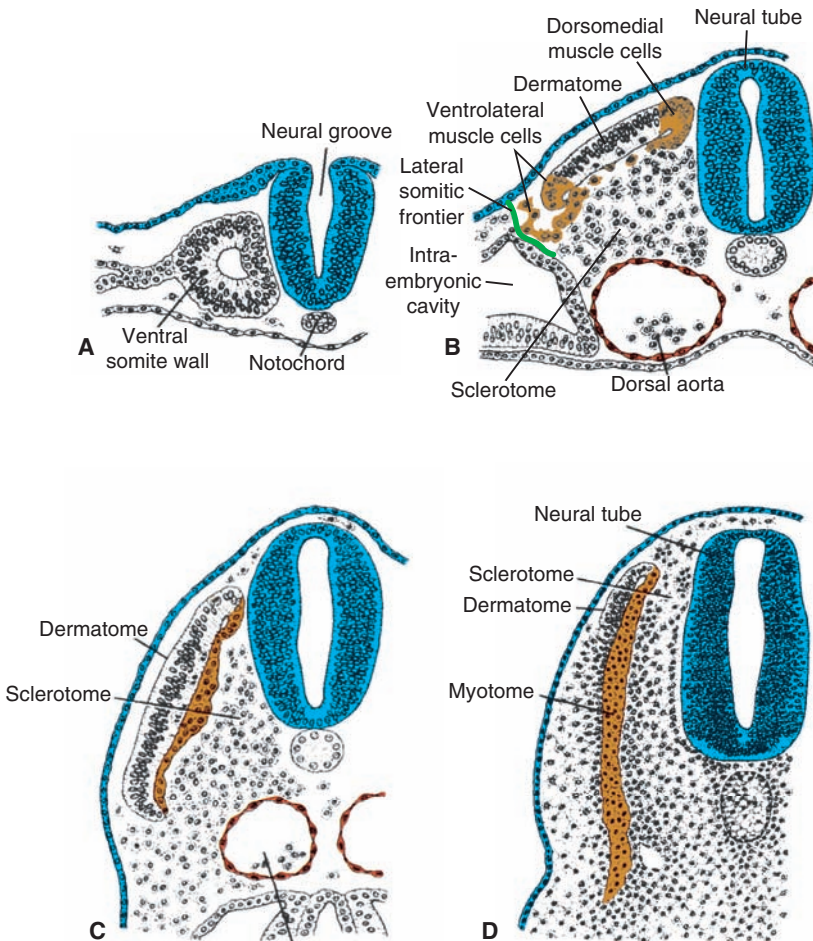 Neural groove
Ventral
somite wall
Notochord
A
Neural tube
Dorsomedial
muscle cells
Dermatome
Ventrolateral
muscle cells
Lateral
somitic
frontier
Intra-
embryonic
cavity
B
Sclerotome
Dorsal aorta
Dermatome
Sclerotome
C
Neural tube
Sclerotome
Dermatome
Myotome
D